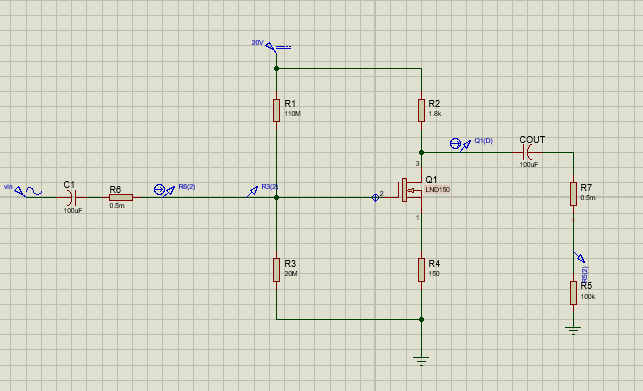 20V
R1
110M
R2
1.8k
Q1(D)
COUT
100uF
3
vin
C1
100uF
R6
0.5m
R6(2)
R3(2)
2
Q1
LND150
1
R7
0.5m
R3
20M
R4
150
R5(2)
R5
100k